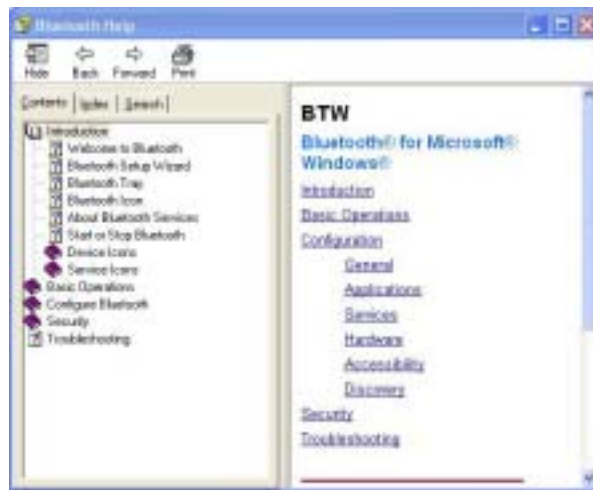 Bluetooth Help
Hide Back Forward Print
Contents Index Search
Introduction
Welcome to Bluetooth
Bluetooth Setup Wizard
Bluetooth Tray
Bluetooth Icon
About Bluetooth Services
Start or Stop Bluetooth
Device Icons
Service Icons
Basic Operations
Configure Bluetooth
Security
Troubleshooting
BTW
Bluetooth® for Microsoft®
Windows®
Introduction
Basic Operations
Configuration
General
Applications
Services
Hardware
Accessibility
Discovery
Security
Troubleshooting